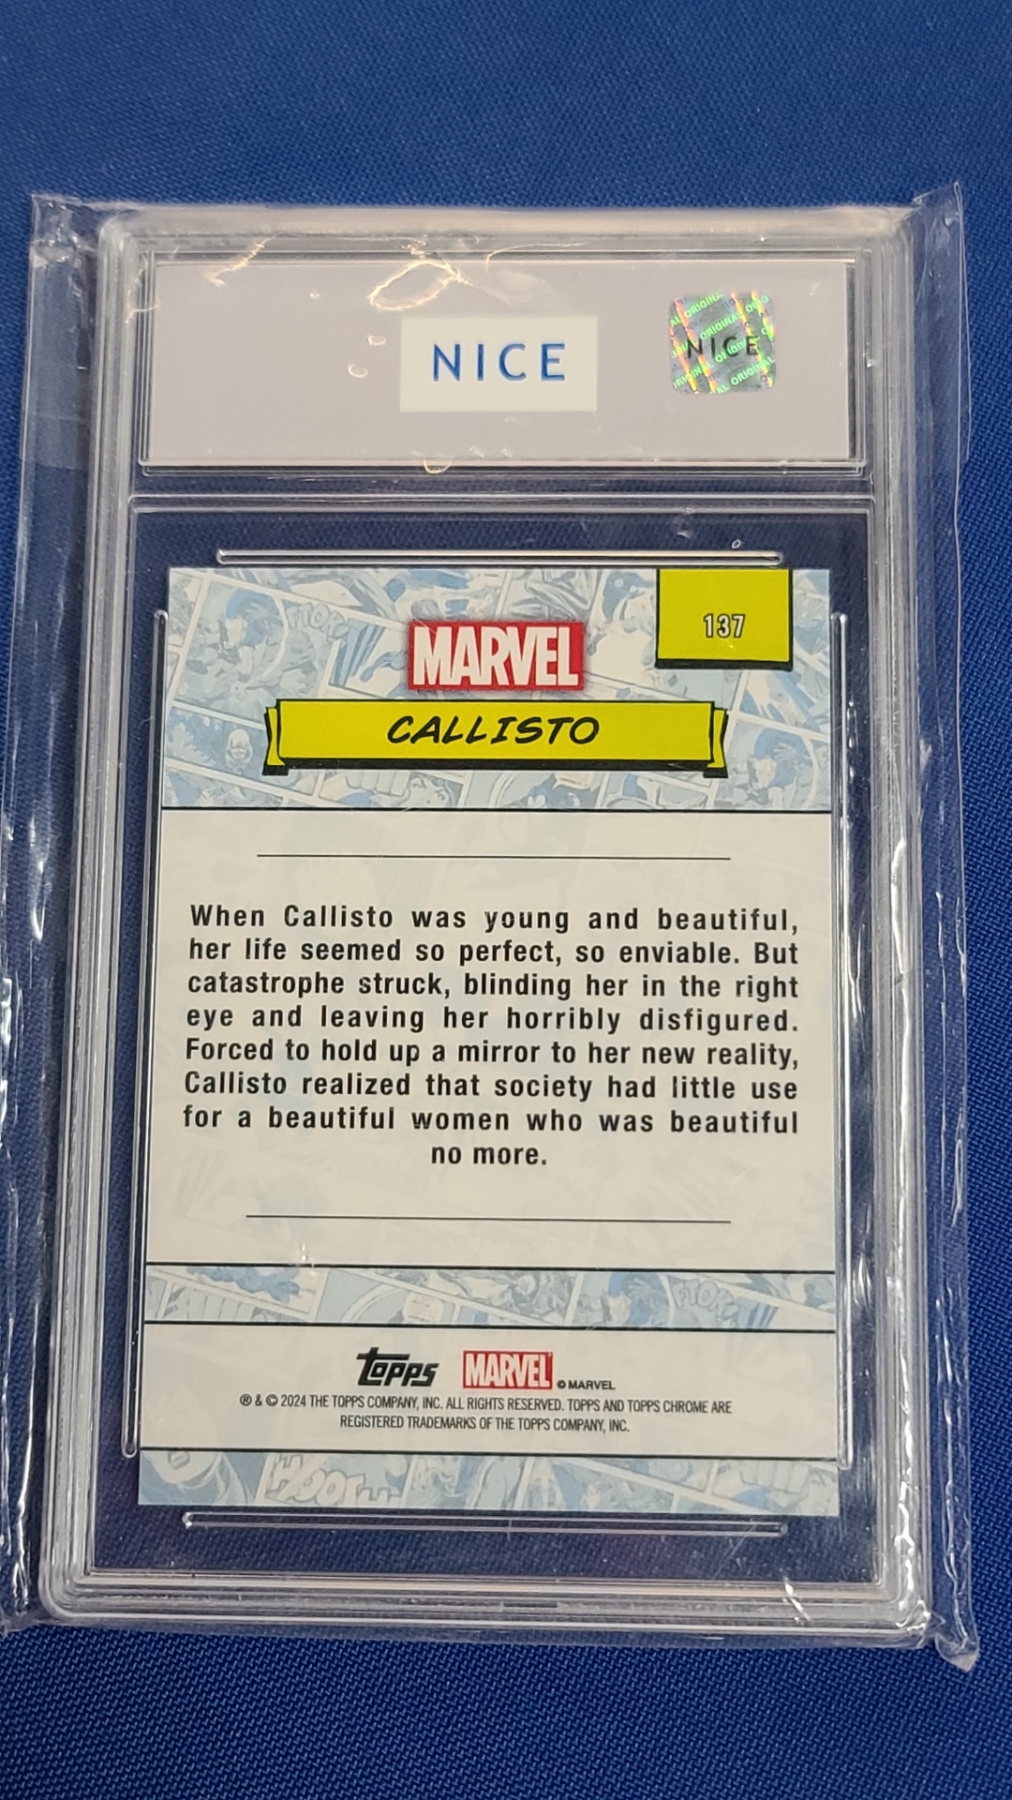 NICE
NICE
137
MARVEL
CALLISTO
When Callisto was young and beautiful,
her life seemed so perfect, so enviable. But
catastrophe struck, blinding her in the right
eye and leaving her horribly disfigured.
Forced to hold up a mirror to her new reality,
Callisto realized that society had little use
for a beautiful women who was beautiful
no more.
Topps MARVEL © MARVEL
® & © 2024 THE TOPPS COMPANY, INC. ALL RIGHTS RESERVED. TOPPS AND TOPPS CHROME ARE
REGISTERED TRADEMARKS OF THE TOPPS COMPANY, INC.